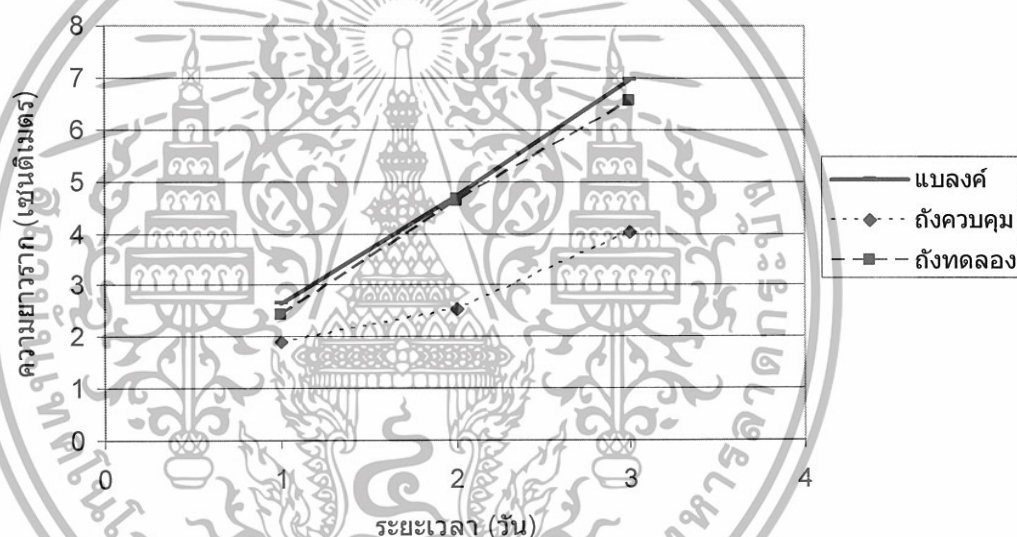 8
7
6
5
4
3
2
1
0
0 1 2 3 4
ความยาวราก (เซนติเมตร)
ระยะเวลา (วัน)
แบลงค์
ถังควบคุม
ถังทดลอง